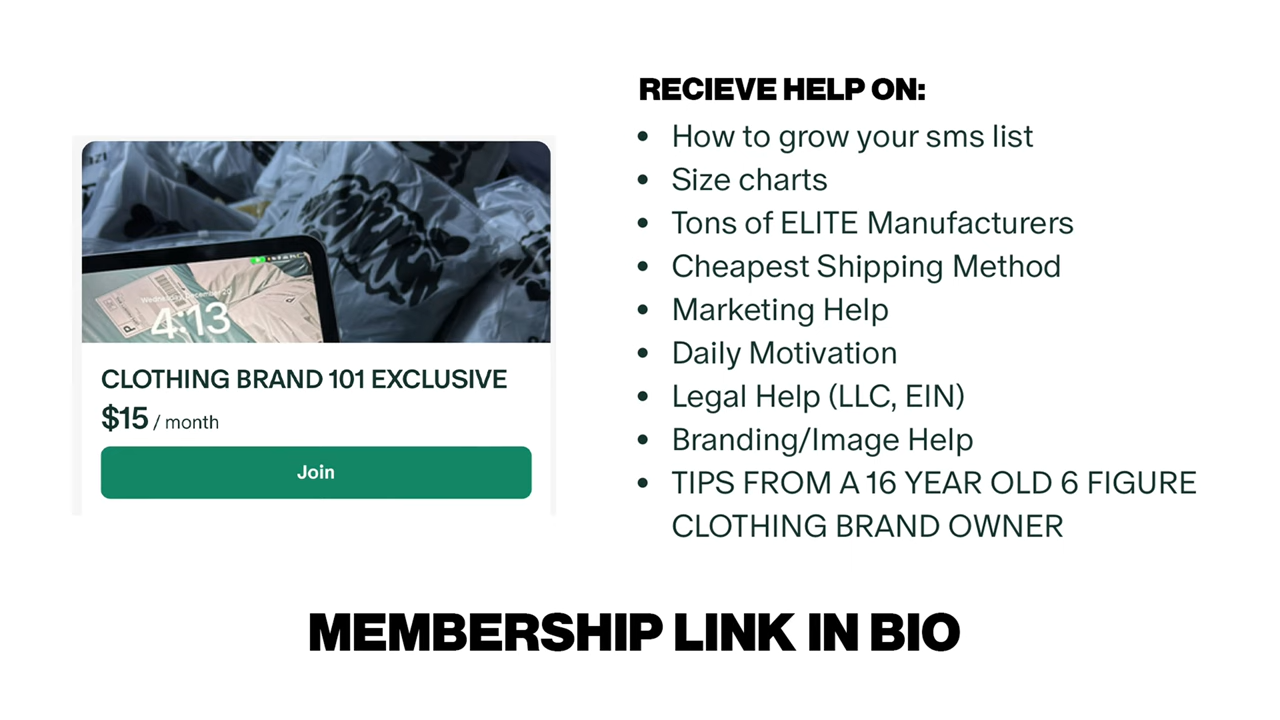 RECIEVE HELP ON:
• How to grow your sms list
• Size charts
• Tons of ELITE Manufacturers
• Cheapest Shipping Method
• Marketing Help
• Daily Motivation
• Legal Help (LLC, EIN)
• Branding/Image Help
• TIPS FROM A 16 YEAR OLD 6 FIGURE
CLOTHING BRAND OWNER
4:13
CLOTHING BRAND 101 EXCLUSIVE
$15 / month
Join
MEMBERSHIP LINK IN BIO